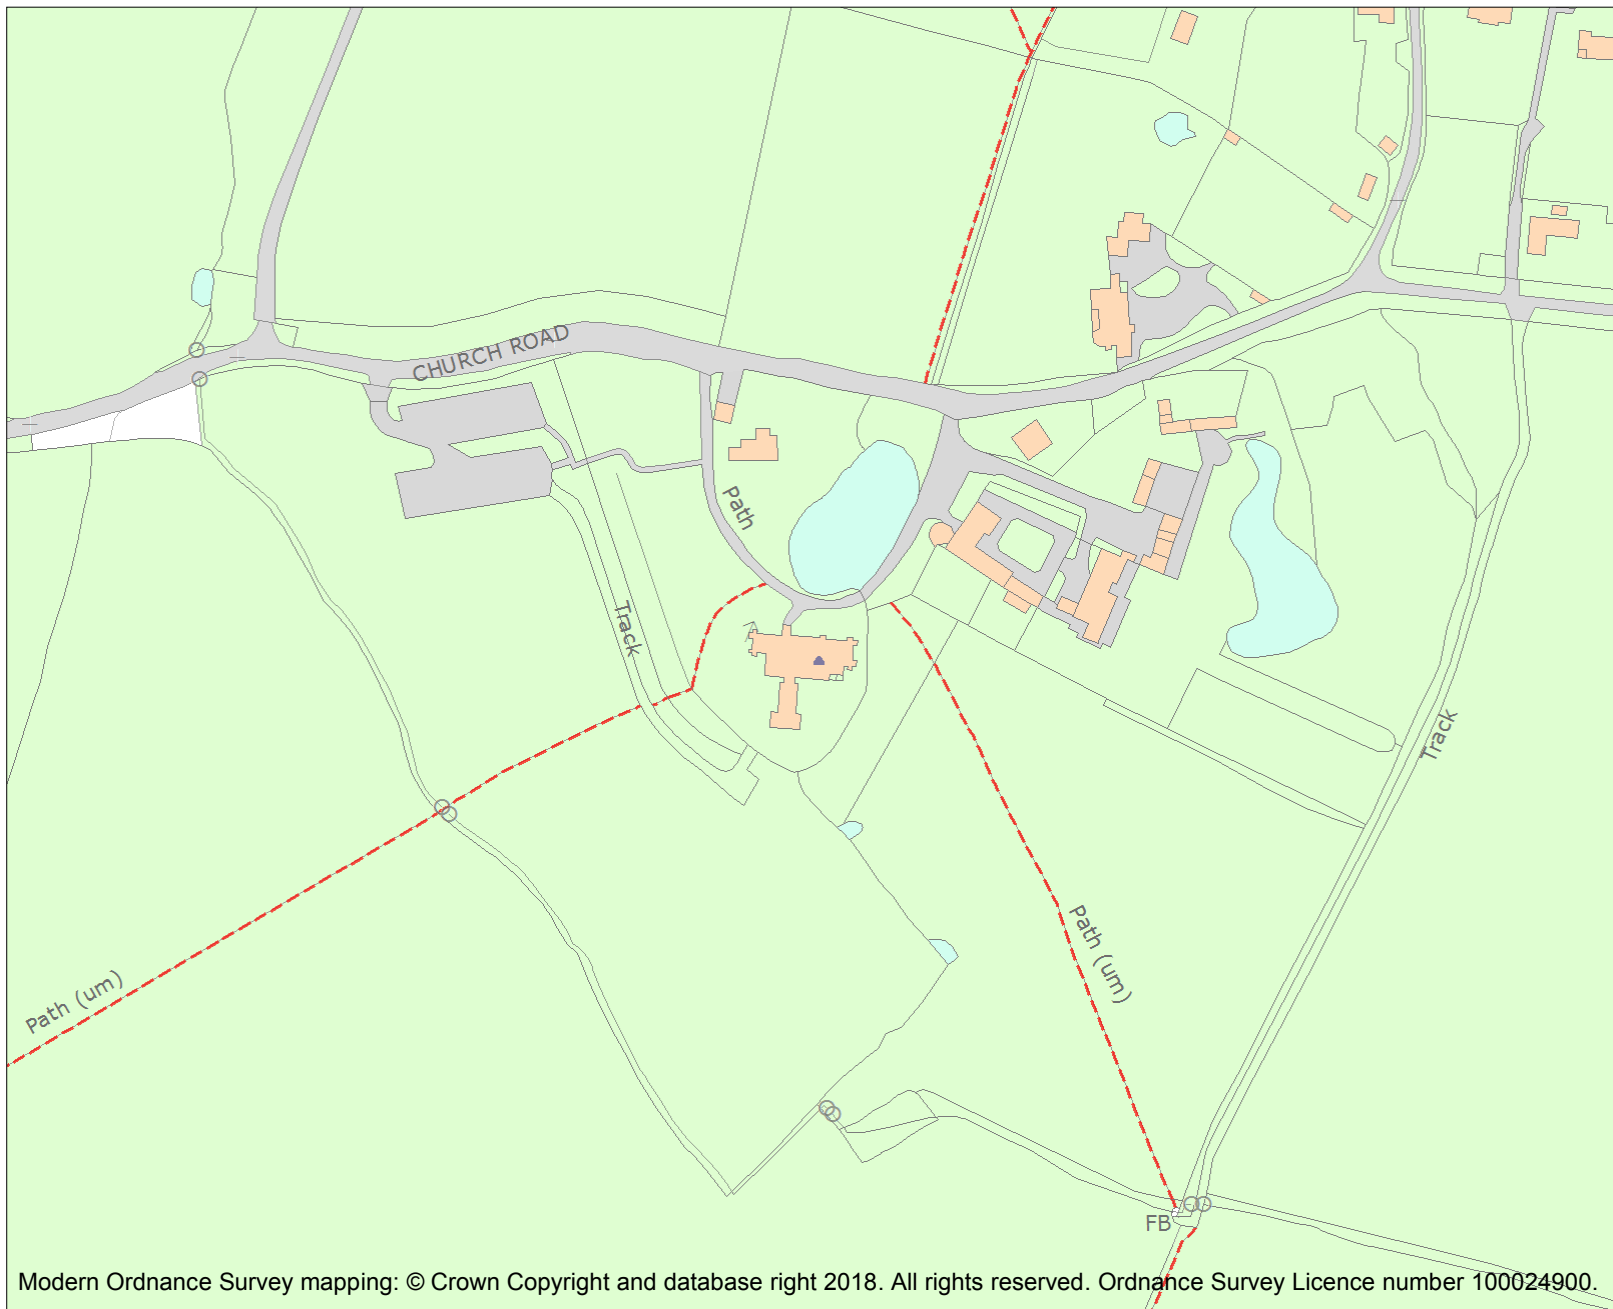 CHURCH ROAD
Path
Track
Track
Path (um)
Path (um)
FB
Modern Ordnance Survey mapping: © Crown Copyright and database right 2018. All rights reserved. Ordnance Survey Licence number 100024900.